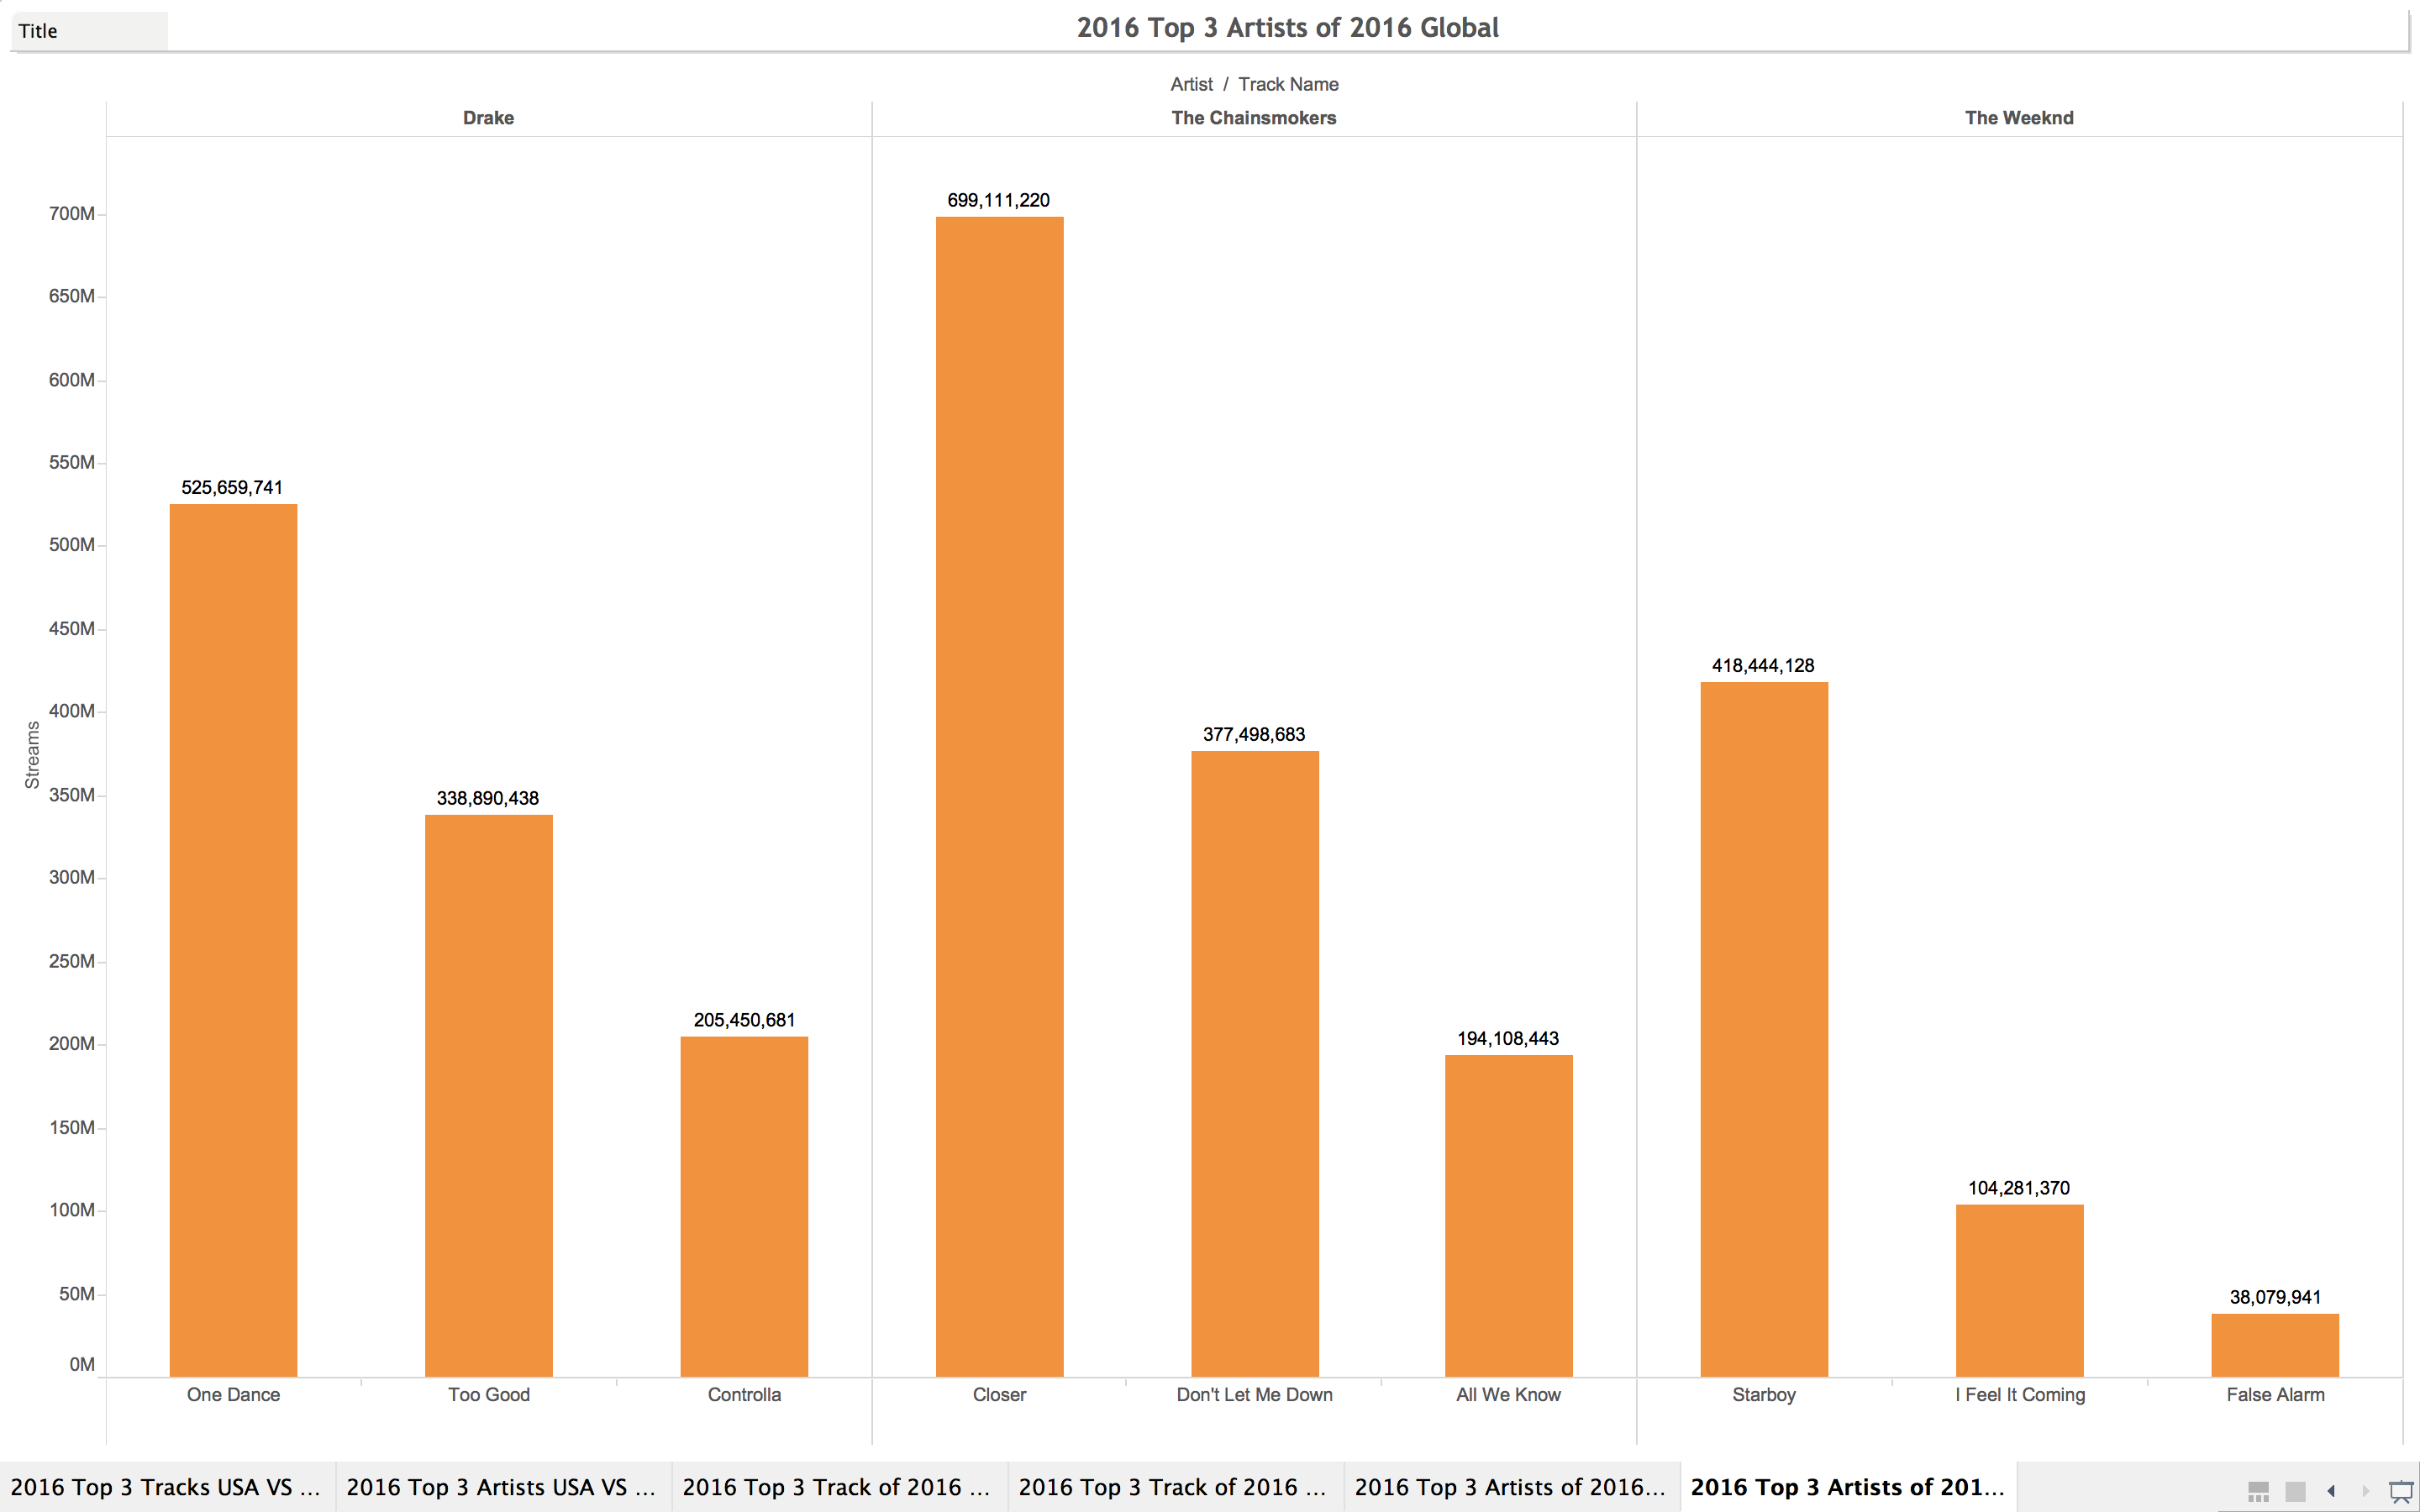 Title
2016 Top 3 Artists of 2016 Global
Artist / Track Name
Drake
The Chainsmokers
The Weeknd
Streams
700M
650M
600M
550M
500M
450M
400M
350M
300M
250M
200M
150M
100M
50M
0M
525,659,741
338,890,438
205,450,681
699,111,220
377,498,683
194,108,443
418,444,128
104,281,370
38,079,941
One Dance
Too Good
Controlla
Closer
Don't Let Me Down
All We Know
Starboy
I Feel It Coming
False Alarm
2016 Top 3 Tracks USA VS ...
2016 Top 3 Artists USA VS ...
2016 Top 3 Track of 2016 ...
2016 Top 3 Track of 2016 ...
2016 Top 3 Artists of 2016...
2016 Top 3 Artists of 201...